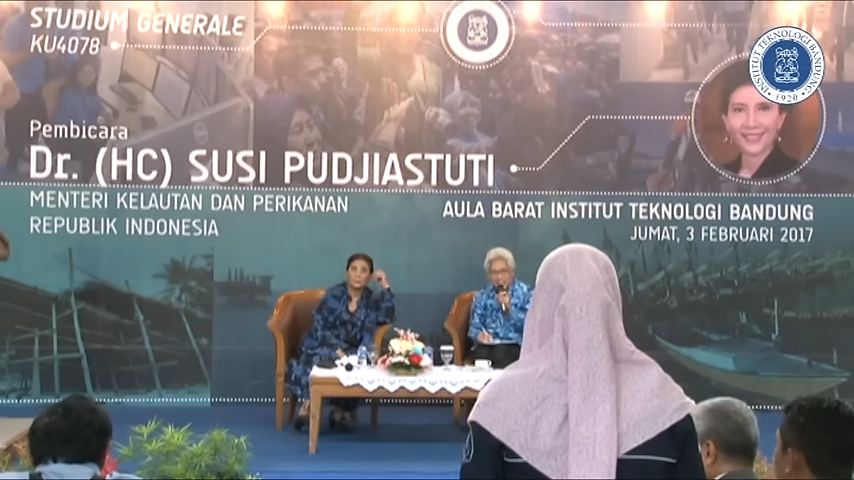 STUDIUM GENERALE
KU4078
INSTITUT TEKNOLOGI BANDUNG
1920
Pembicara
Dr. (HC) SUSI PUDJIASTUTI
MENTERI KELAUTAN DAN PERIKANAN
REPUBLIK INDONESIA
AULA BARAT INSTITUT TEKNOLOGI BANDUNG
JUMAT, 3 FEBRUARI 2017